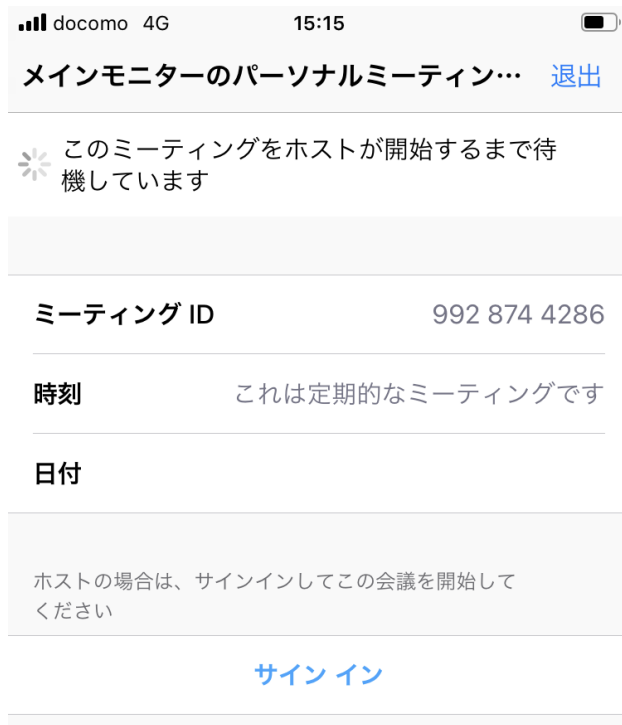 docomo 4G 15:15
メインモニターのパーソナルミーティン… 退出
このミーティングをホストが開始するまで待
機しています
ミーティング ID 992 874 4286
時刻 これは定期的なミーティングです
日付
ホストの場合は、サインインしてこの会議を開始して
ください
サイン イン